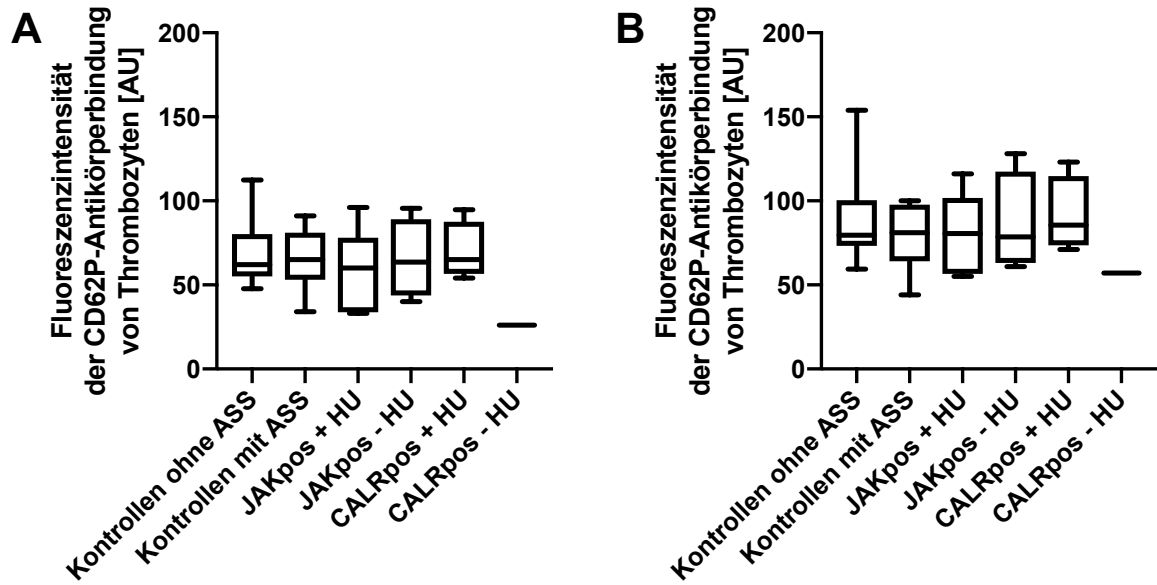 A
Fluoreszenzintensität
der CD62P-Antikörperbindung
von Thrombozyten [AU]
200
150
100
50
0
Kontrollen ohne ASS
Kontrollen mit ASS
JAKpos + HU
JAKpos - HU
CALRpos + HU
CALRpos - HU
B
Fluoreszenzintensität
der CD62P-Antikörperbindung
von Thrombozyten [AU]
200
150
100
50
0
Kontrollen ohne ASS
Kontrollen mit ASS
JAKpos + HU
JAKpos - HU
CALRpos + HU
CALRpos - HU